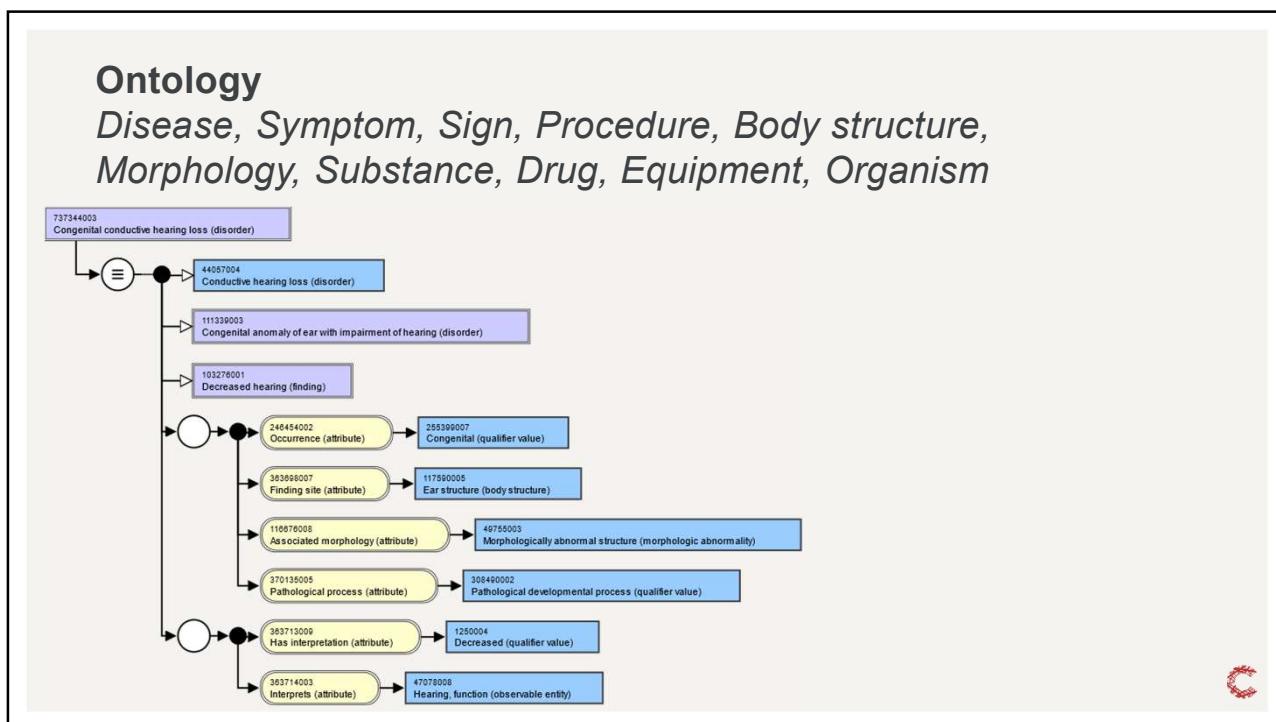 Ontology
Disease, Symptom, Sign, Procedure, Body structure,
Morphology, Substance, Drug, Equipment, Organism
737344003
Congenital conductive hearing loss (disorder)
44057004
Conductive hearing loss (disorder)
111339003
Congenital anomaly of ear with impairment of hearing (disorder)
103276001
Decreased hearing (finding)
246454002
Occurrence (attribute)
255399007
Congenital (qualifier value)
363698007
Finding site (attribute)
117590005
Ear structure (body structure)
116676008
Associated morphology (attribute)
49755003
Morphologically abnormal structure (morphologic abnormality)
370135005
Pathological process (attribute)
308490002
Pathological developmental process (qualifier value)
363713009
Has interpretation (attribute)
1250004
Decreased (qualifier value)
363714003
Interprets (attribute)
47078008
Hearing, function (observable entity)